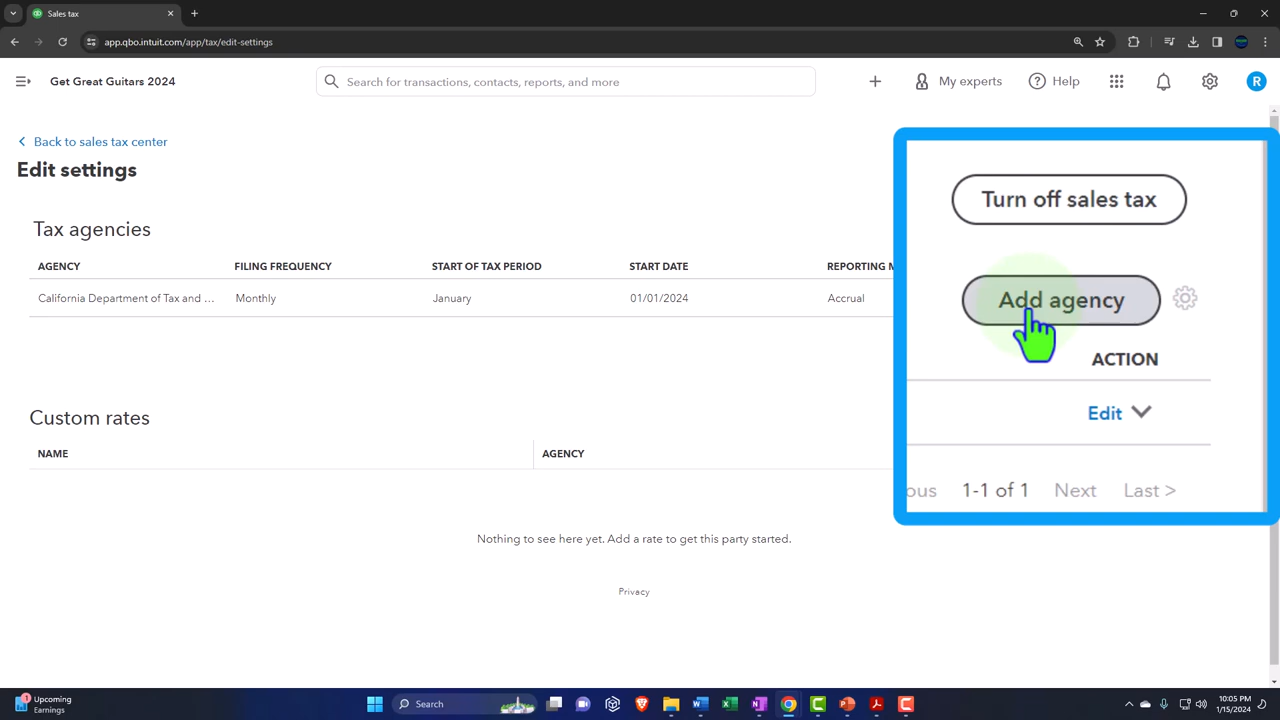 Sales tax
app.qbo.intuit.com/app/tax/edit-settings
Get Great Guitars 2024
Search for transactions, contacts, reports, and more
My experts
Help
R
Back to sales tax center
Edit settings
Turn off sales tax
Tax agencies
Add agency
AGENCY FILING FREQUENCY START OF TAX PERIOD START DATE REPORTING M
ACTION
California Department of Tax and ... Monthly January 01/01/2024 Accrual
Edit
ous 1-1 of 1 Next Last >
Custom rates
NAME AGENCY
Nothing to see here yet. Add a rate to get this party started.
Privacy
1
Upcoming
Earnings
Search
10:05 PM
1/15/2024